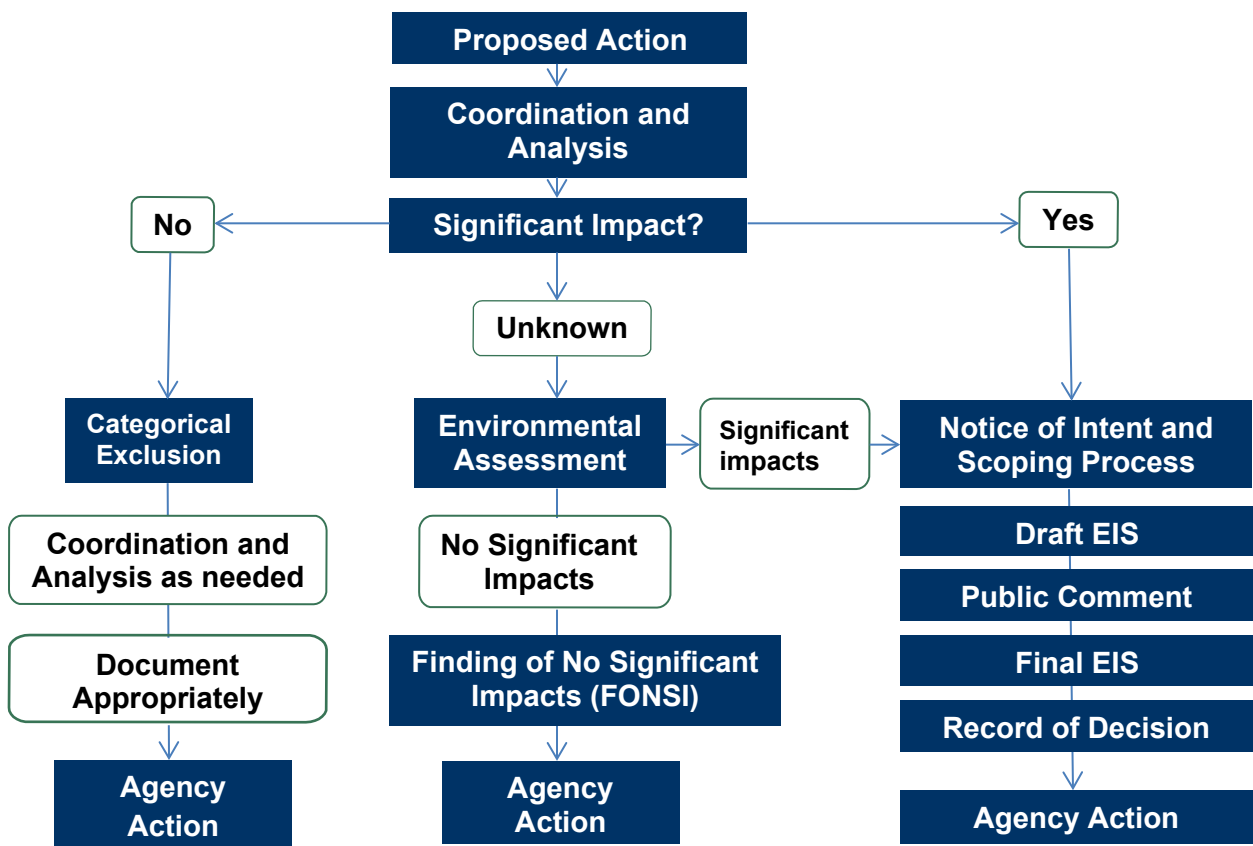 Proposed Action
Coordination and
Analysis
Significant Impact?
No
Yes
Unknown
Categorical
Exclusion
Coordination and
Analysis as needed
Document
Appropriately
Agency
Action
Environmental
Assessment
Significant
impacts
No Significant
Impacts
Finding of No Significant
Impacts (FONSI)
Agency
Action
Notice of Intent and
Scoping Process
Draft EIS
Public Comment
Final EIS
Record of Decision
Agency Action